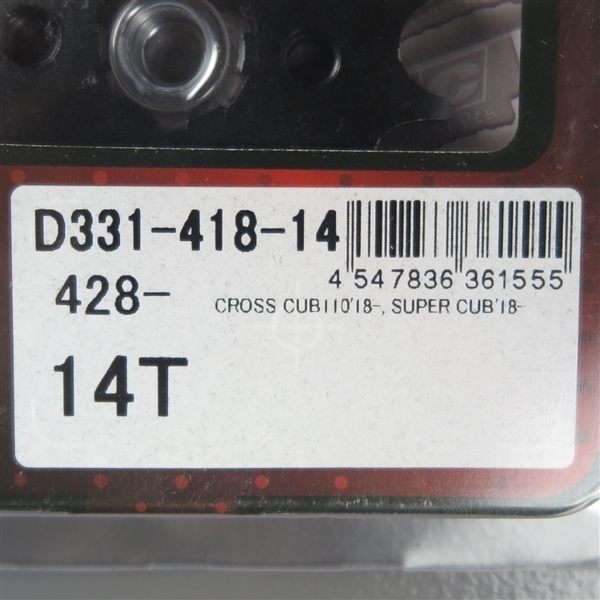 D331-418-14
4 547836 361555
428-
CROSS CUB110'18-, SUPER CUB'18-
14T